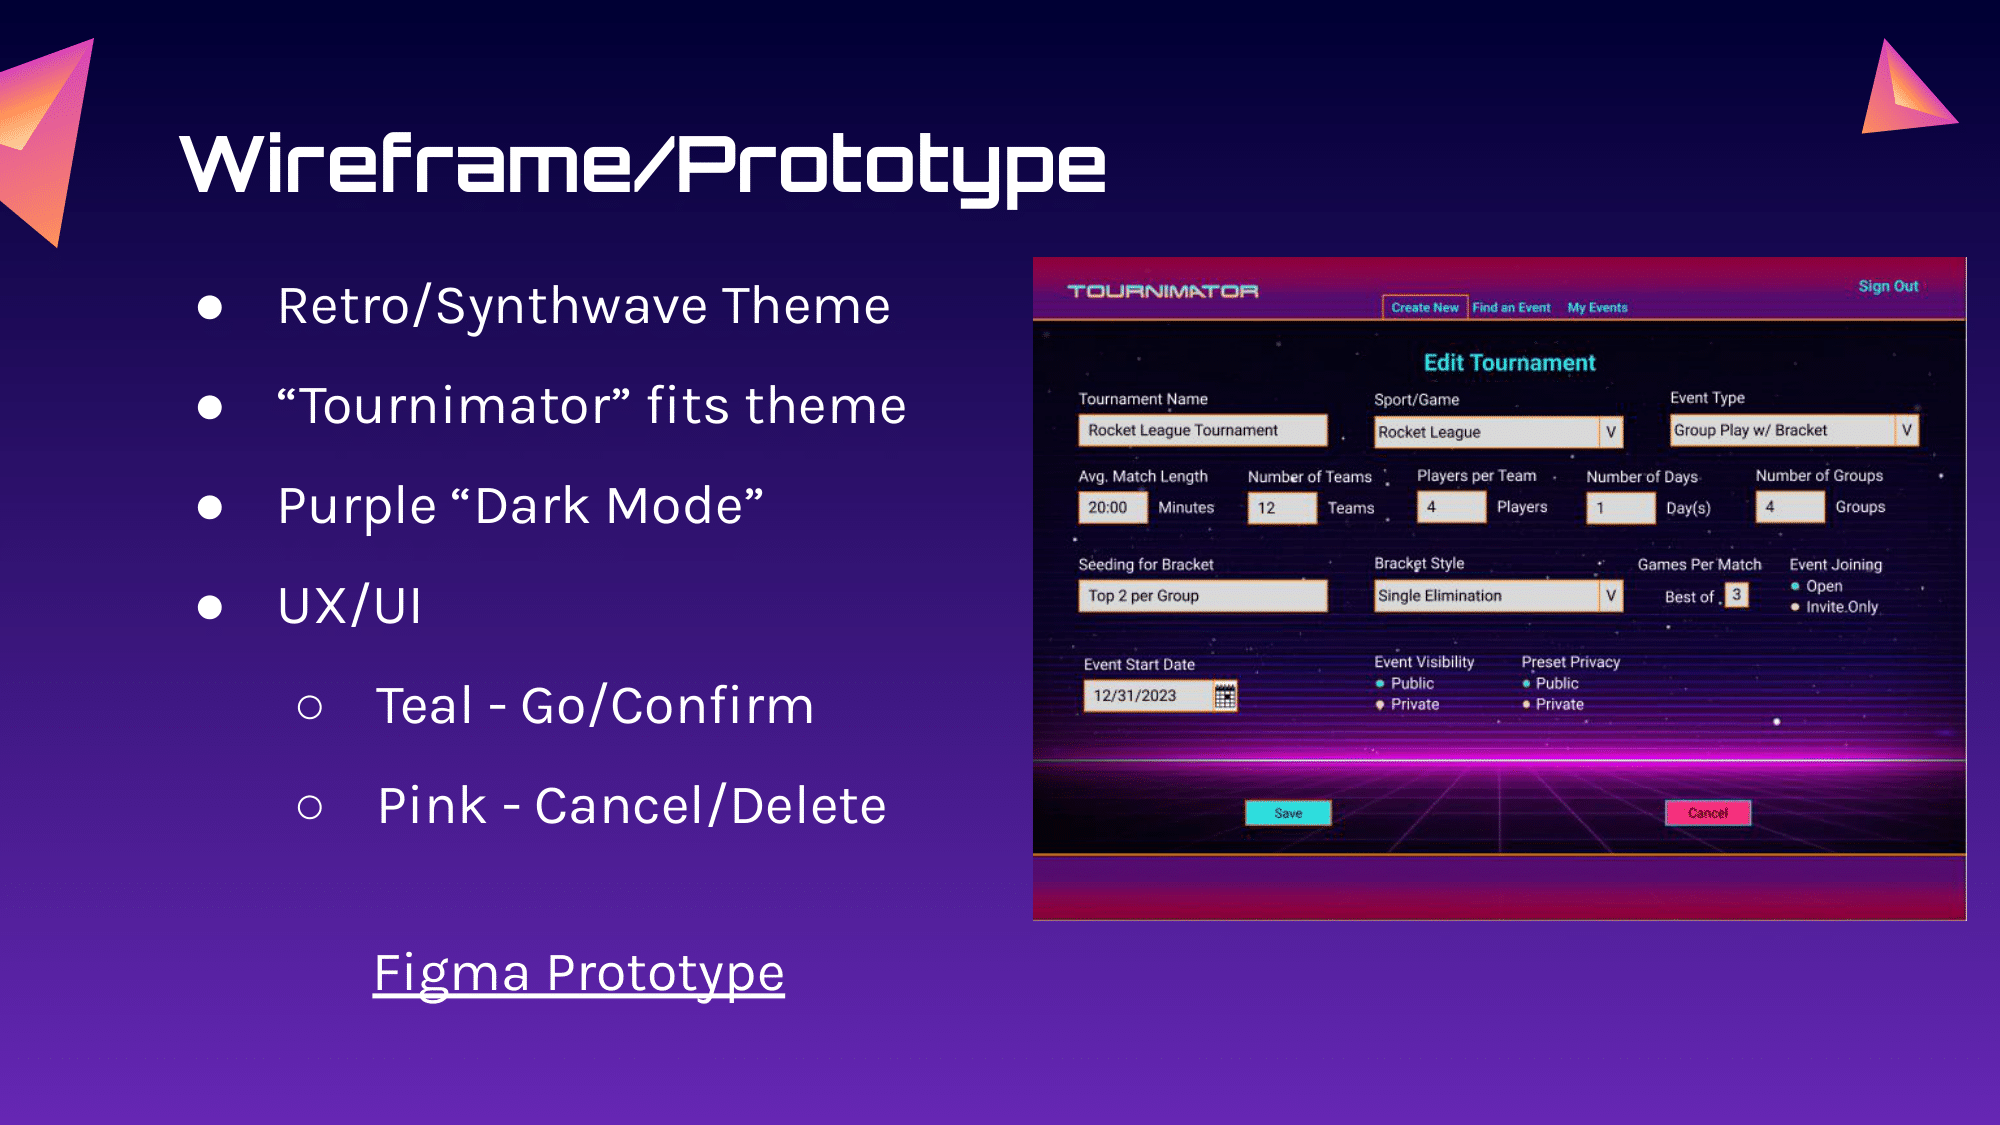 Wireframe/Prototype
● Retro/Synthwave Theme
● “Tournimator” fits theme
● Purple “Dark Mode”
● UX/UI
○ Teal - Go/Confirm
○ Pink - Cancel/Delete
Figma Prototype
TOURNIMATOR
Sign Out
Create New Find an Event My Events
Edit Tournament
Tournament Name Sport/Game Event Type
Rocket League Tournament Rocket League V Group Play w/ Bracket V
Avg. Match Length Number of Teams Players per Team Number of Days Number of Groups
20:00 Minutes 12 Teams 4 Players 1 Day(s) 4 Groups
Seeding for Bracket Bracket Style Games Per Match Event Joining
Top 2 per Group Single Elimination V Best of 3 Open
Invite Only
Event Start Date Event Visibility Preset Privacy
12/31/2023 Public Public
Private Private
Save Cancel